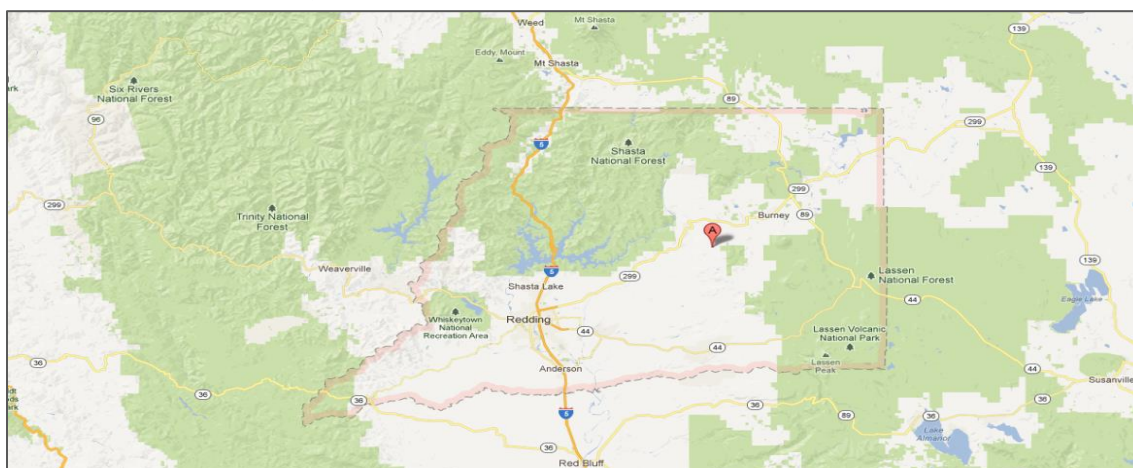 Weed
Mt Shasta
139
Eddy, Mount
Mt Shasta
Six Rivers
National Forest
89
96
299
5
Shasta
National Forest
139
299
299
Trinity National
Forest
Burney
89
A
Weaverville
5
Shasta Lake
299
Lassen
National Forest
139
Eagle Lake
44
Whiskeytown
National
Recreation Area
Redding
44
Lassen Volcanic
National Park
44
Lassen
Peak
36
Anderson
44
Susanville
36
5
36
89
36
36
Lake
Almanor
Red Bluff